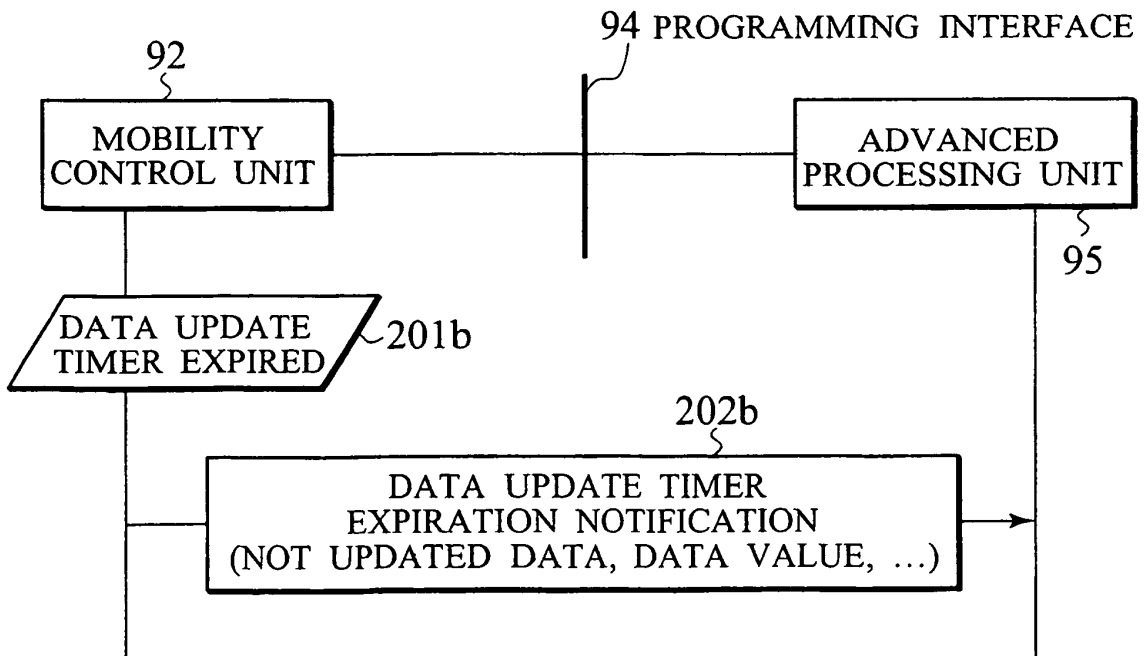 94 PROGRAMMING INTERFACE
92
MOBILITY
CONTROL UNIT
ADVANCED
PROCESSING UNIT
95
DATA UPDATE
TIMER EXPIRED
201b
202b
DATA UPDATE TIMER
EXPIRATION NOTIFICATION
(NOT UPDATED DATA, DATA VALUE, ...)